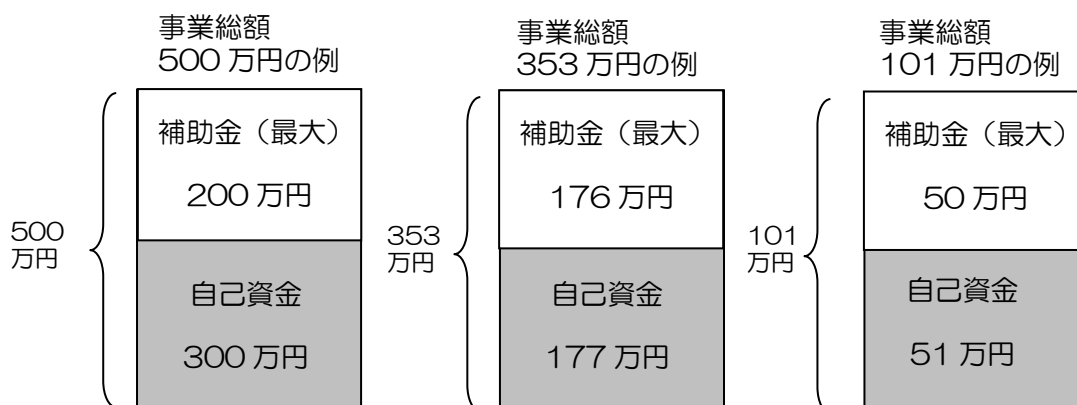 事業総額
500 万円の例
補助金（最大）
200 万円
500
万円
自己資金
300 万円
事業総額
353 万円の例
補助金（最大）
176 万円
353
万円
自己資金
177 万円
事業総額
101 万円の例
補助金（最大）
50 万円
101
万円
自己資金
51 万円